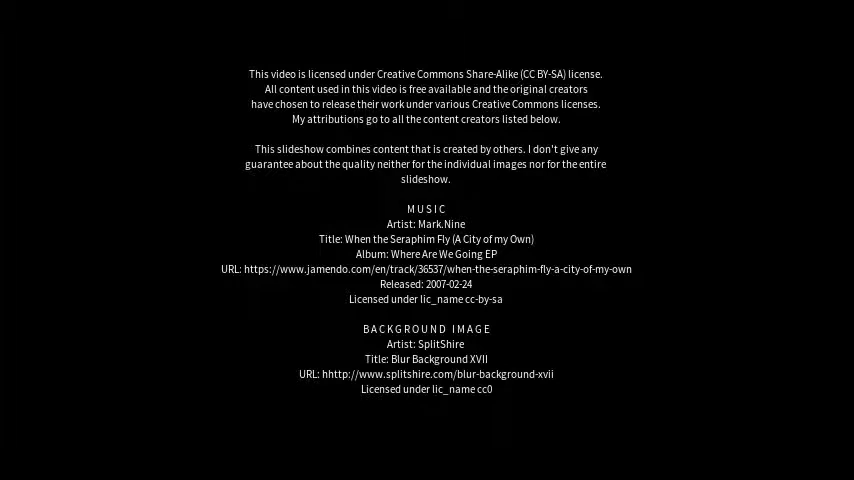 This video is licensed under Creative Commons Share-Alike (CC BY-SA) license.
All content used in this video is free available and the original creators
have chosen to release their work under various Creative Commons licenses.
My attributions go to all the content creators listed below.
This slideshow combines content that is created by others. I don't give any
guarantee about the quality neither for the individual images nor for the entire
slideshow.
MUSIC
Artist: Mark.Nine
Title: When the Seraphim Fly (A City of my Own)
Album: Where Are We Going EP
URL: https://www.jamendo.com/en/track/36537/when-the-seraphim-fly-a-city-of-my-own
Released: 2007-02-24
Licensed under lic_name cc-by-sa
BACKGROUND IMAGE
Artist: SplitShire
Title: Blur Background XVII
URL: hhttp://www.splitshire.com/blur-background-xvii
Licensed under lic_name cc0